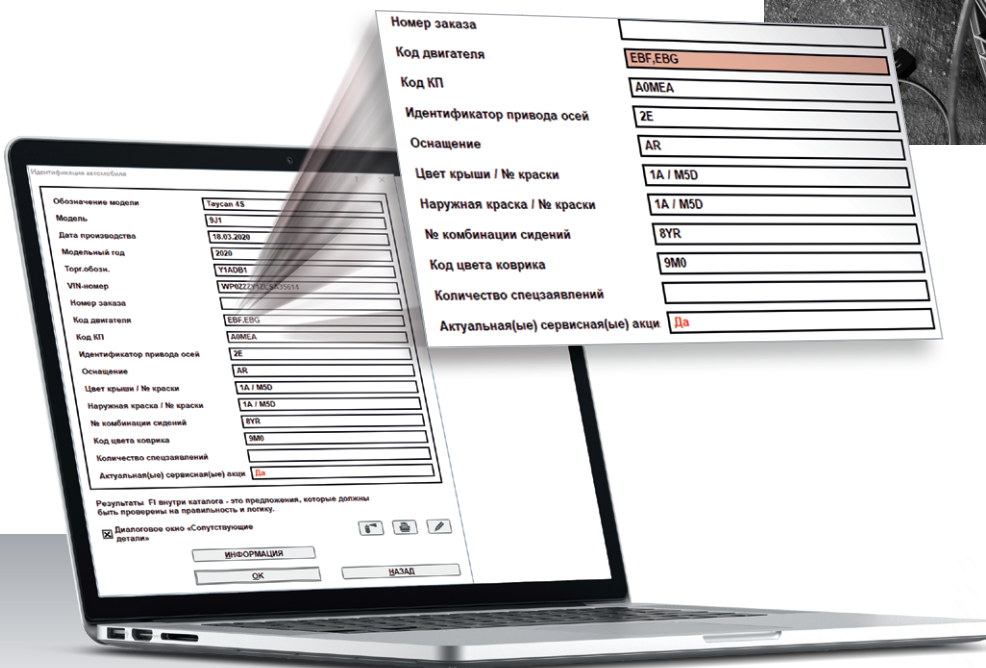 Номер заказа
Код двигателя EBF,EBG
Код КП A0MEA
Идентификатор привода осей 2E
Оснащение AR
Цвет крыши / № краски 1A / M5D
Наружная краска / № краски 1A / M5D
№ комбинации сидений 8YR
Код цвета коврика 9M0
Количество спецзаявлений
Актуальная(ые) сервисная(ые) акци Да
Идентификация автомобиля
Обозначение модели Taycan 4S
Модель 9J1
Дата производства 18.03.2020
Модельный год 2020
Торг.обозн. Y1ADB1
VIN-номер
Номер заказа
Код двигателя EBF,EBG
Код КП A0MEA
Идентификатор привода осей 2E
Оснащение AR
Цвет крыши / № краски 1A / M5D
Наружная краска / № краски 1A / M5D
№ комбинации сидений 8YR
Код цвета коврика 9M0
Количество спецзаявлений
Актуальная(ые) сервисная(ые) акци Да
Результаты FI внутри каталога - это предложения, которые должны
быть проверены на правильность и логику.
Диалоговое окно «Сопутствующие
детали»
ИНФОРМАЦИЯ
OK НАЗАД